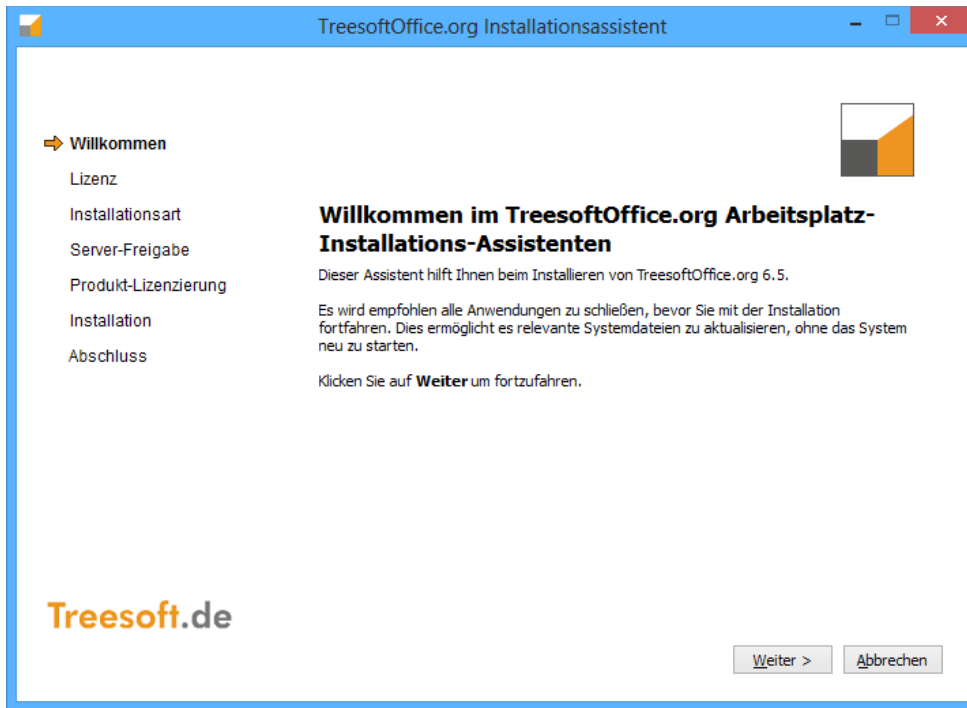 TreesoftOffice.org Installationsassistent
Willkommen
Lizenz
Installationsart
Server-Freigabe
Produkt-Lizenzierung
Installation
Abschluss
Willkommen im TreesoftOffice.org Arbeitsplatz-
Installations-Assistenten
Dieser Assistent hilft Ihnen beim Installieren von TreesoftOffice.org 6.5.
Es wird empfohlen alle Anwendungen zu schließen, bevor Sie mit der Installation
fortfahren. Dies ermöglicht es relevante Systemdateien zu aktualisieren, ohne das System
neu zu starten.
Klicken Sie auf Weiter um fortzufahren.
Treesoft.de
Weiter >
Abbrechen